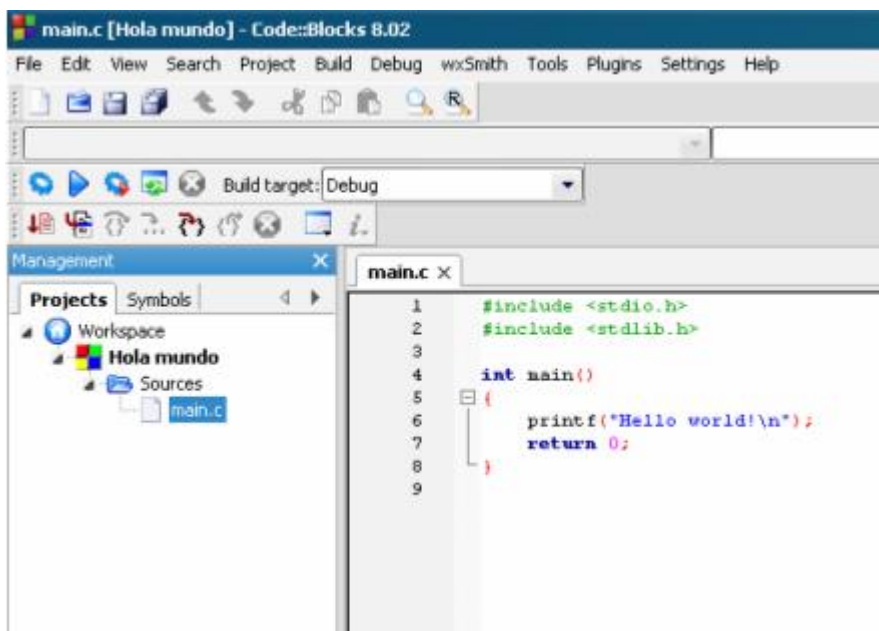 main.c [Hola mundo] - Code::Blocks 8.02
File Edit View Search Project Build Debug wxSmith Tools Plugins Settings Help
Build target: Debug
Management
Projects Symbols
Workspace
Hola mundo
Sources
main.c
main.c
1 #include <stdio.h>
2 #include <stdlib.h>
3
4 int main()
5 {
6 printf("Hello world!\n");
7 return 0;
8 }
9